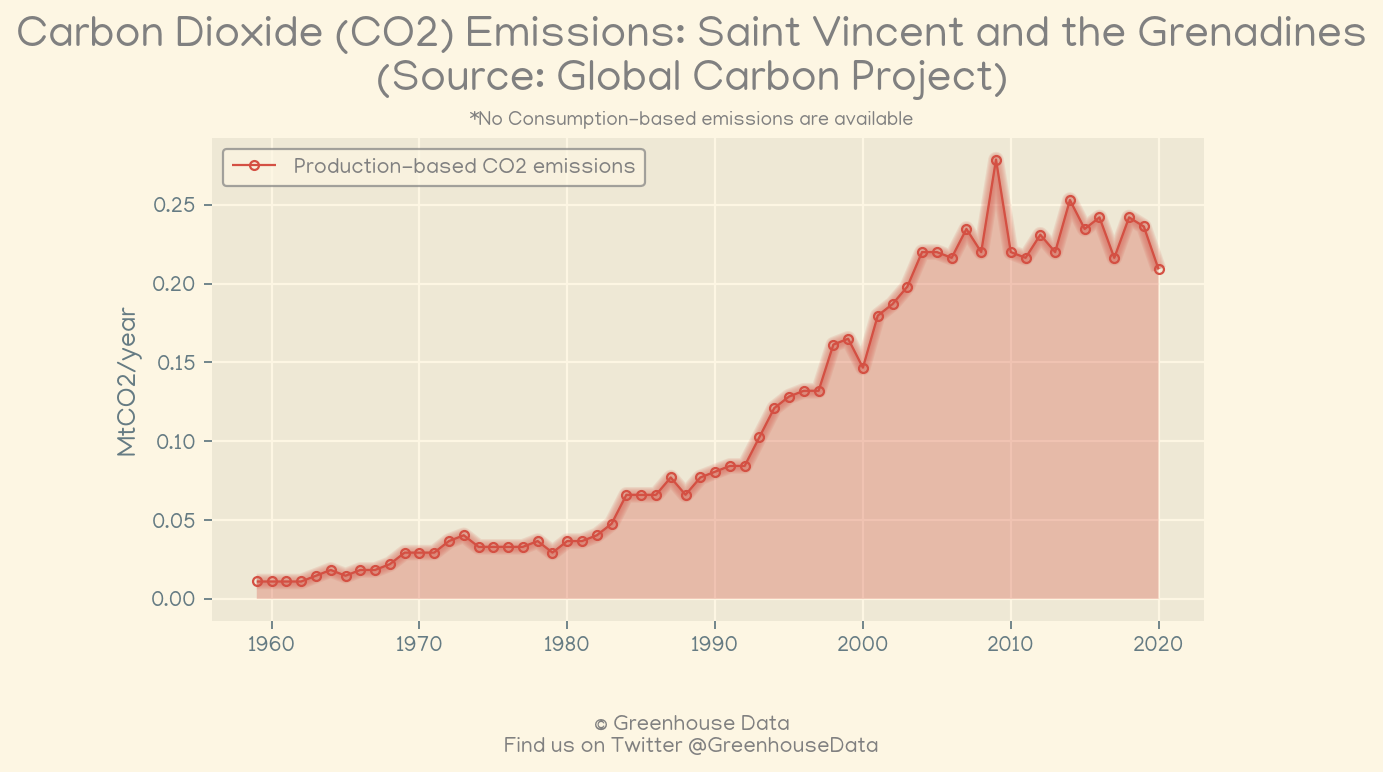 Carbon Dioxide (CO2) Emissions: Saint Vincent and the Grenadines
(Source: Global Carbon Project)
*No Consumption-based emissions are available
Production-based CO2 emissions
MtCO2/year
0.25
0.20
0.15
0.10
0.05
0.00
1960 1970 1980 1990 2000 2010 2020
© Greenhouse Data
Find us on Twitter @GreenhouseData